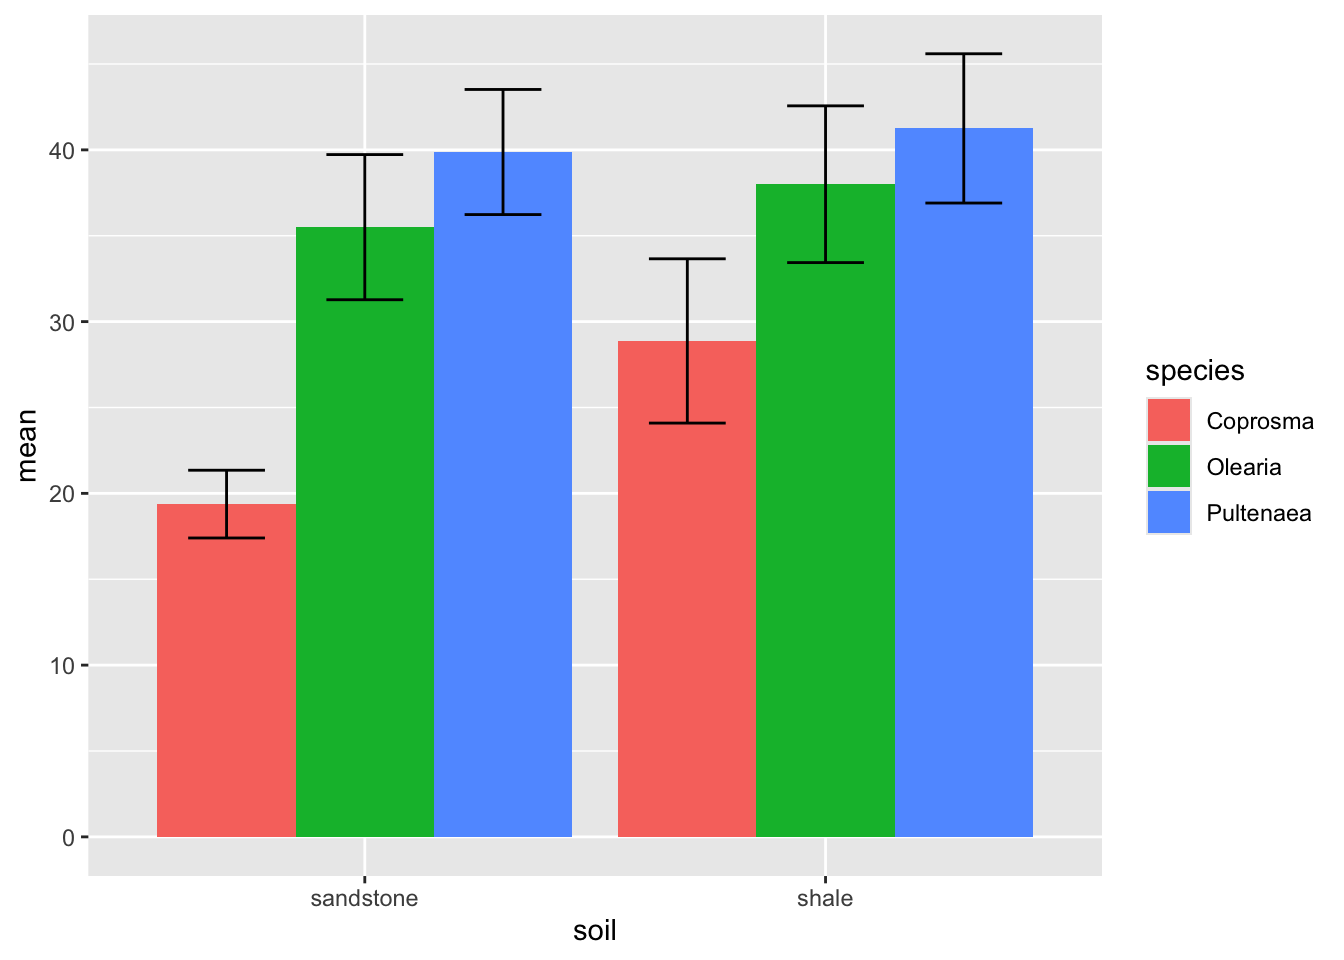 mean
40
30
20
10
0
sandstone
shale
soil
species
Coprosma
Olearia
Pultenaea